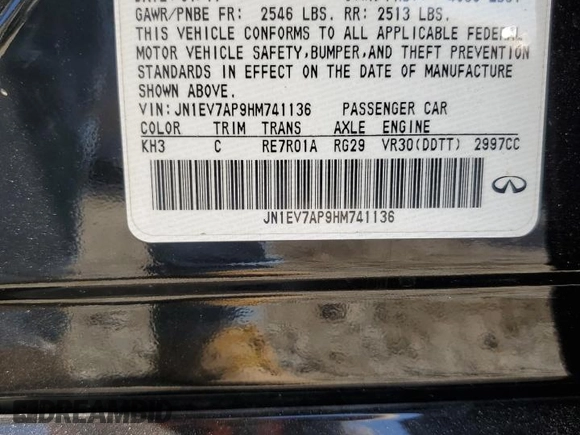 GAWR/PNBE FR: 2546 LBS. RR: 2513 LBS.
THIS VEHICLE CONFORMS TO ALL APPLICABLE FEDERAL
MOTOR VEHICLE SAFETY,BUMPER,AND THEFT PREVENTION
STANDARDS IN EFFECT ON THE DATE OF MANUFACTURE
SHOWN ABOVE.
VIN: JN1EV7AP9HM741136 PASSENGER CAR
COLOR TRIM TRANS AXLE ENGINE
KH3 C RE7R01A RG29 VR30(DDTT) 2997CC
JN1EV7AP9HM741136
DREAMBID